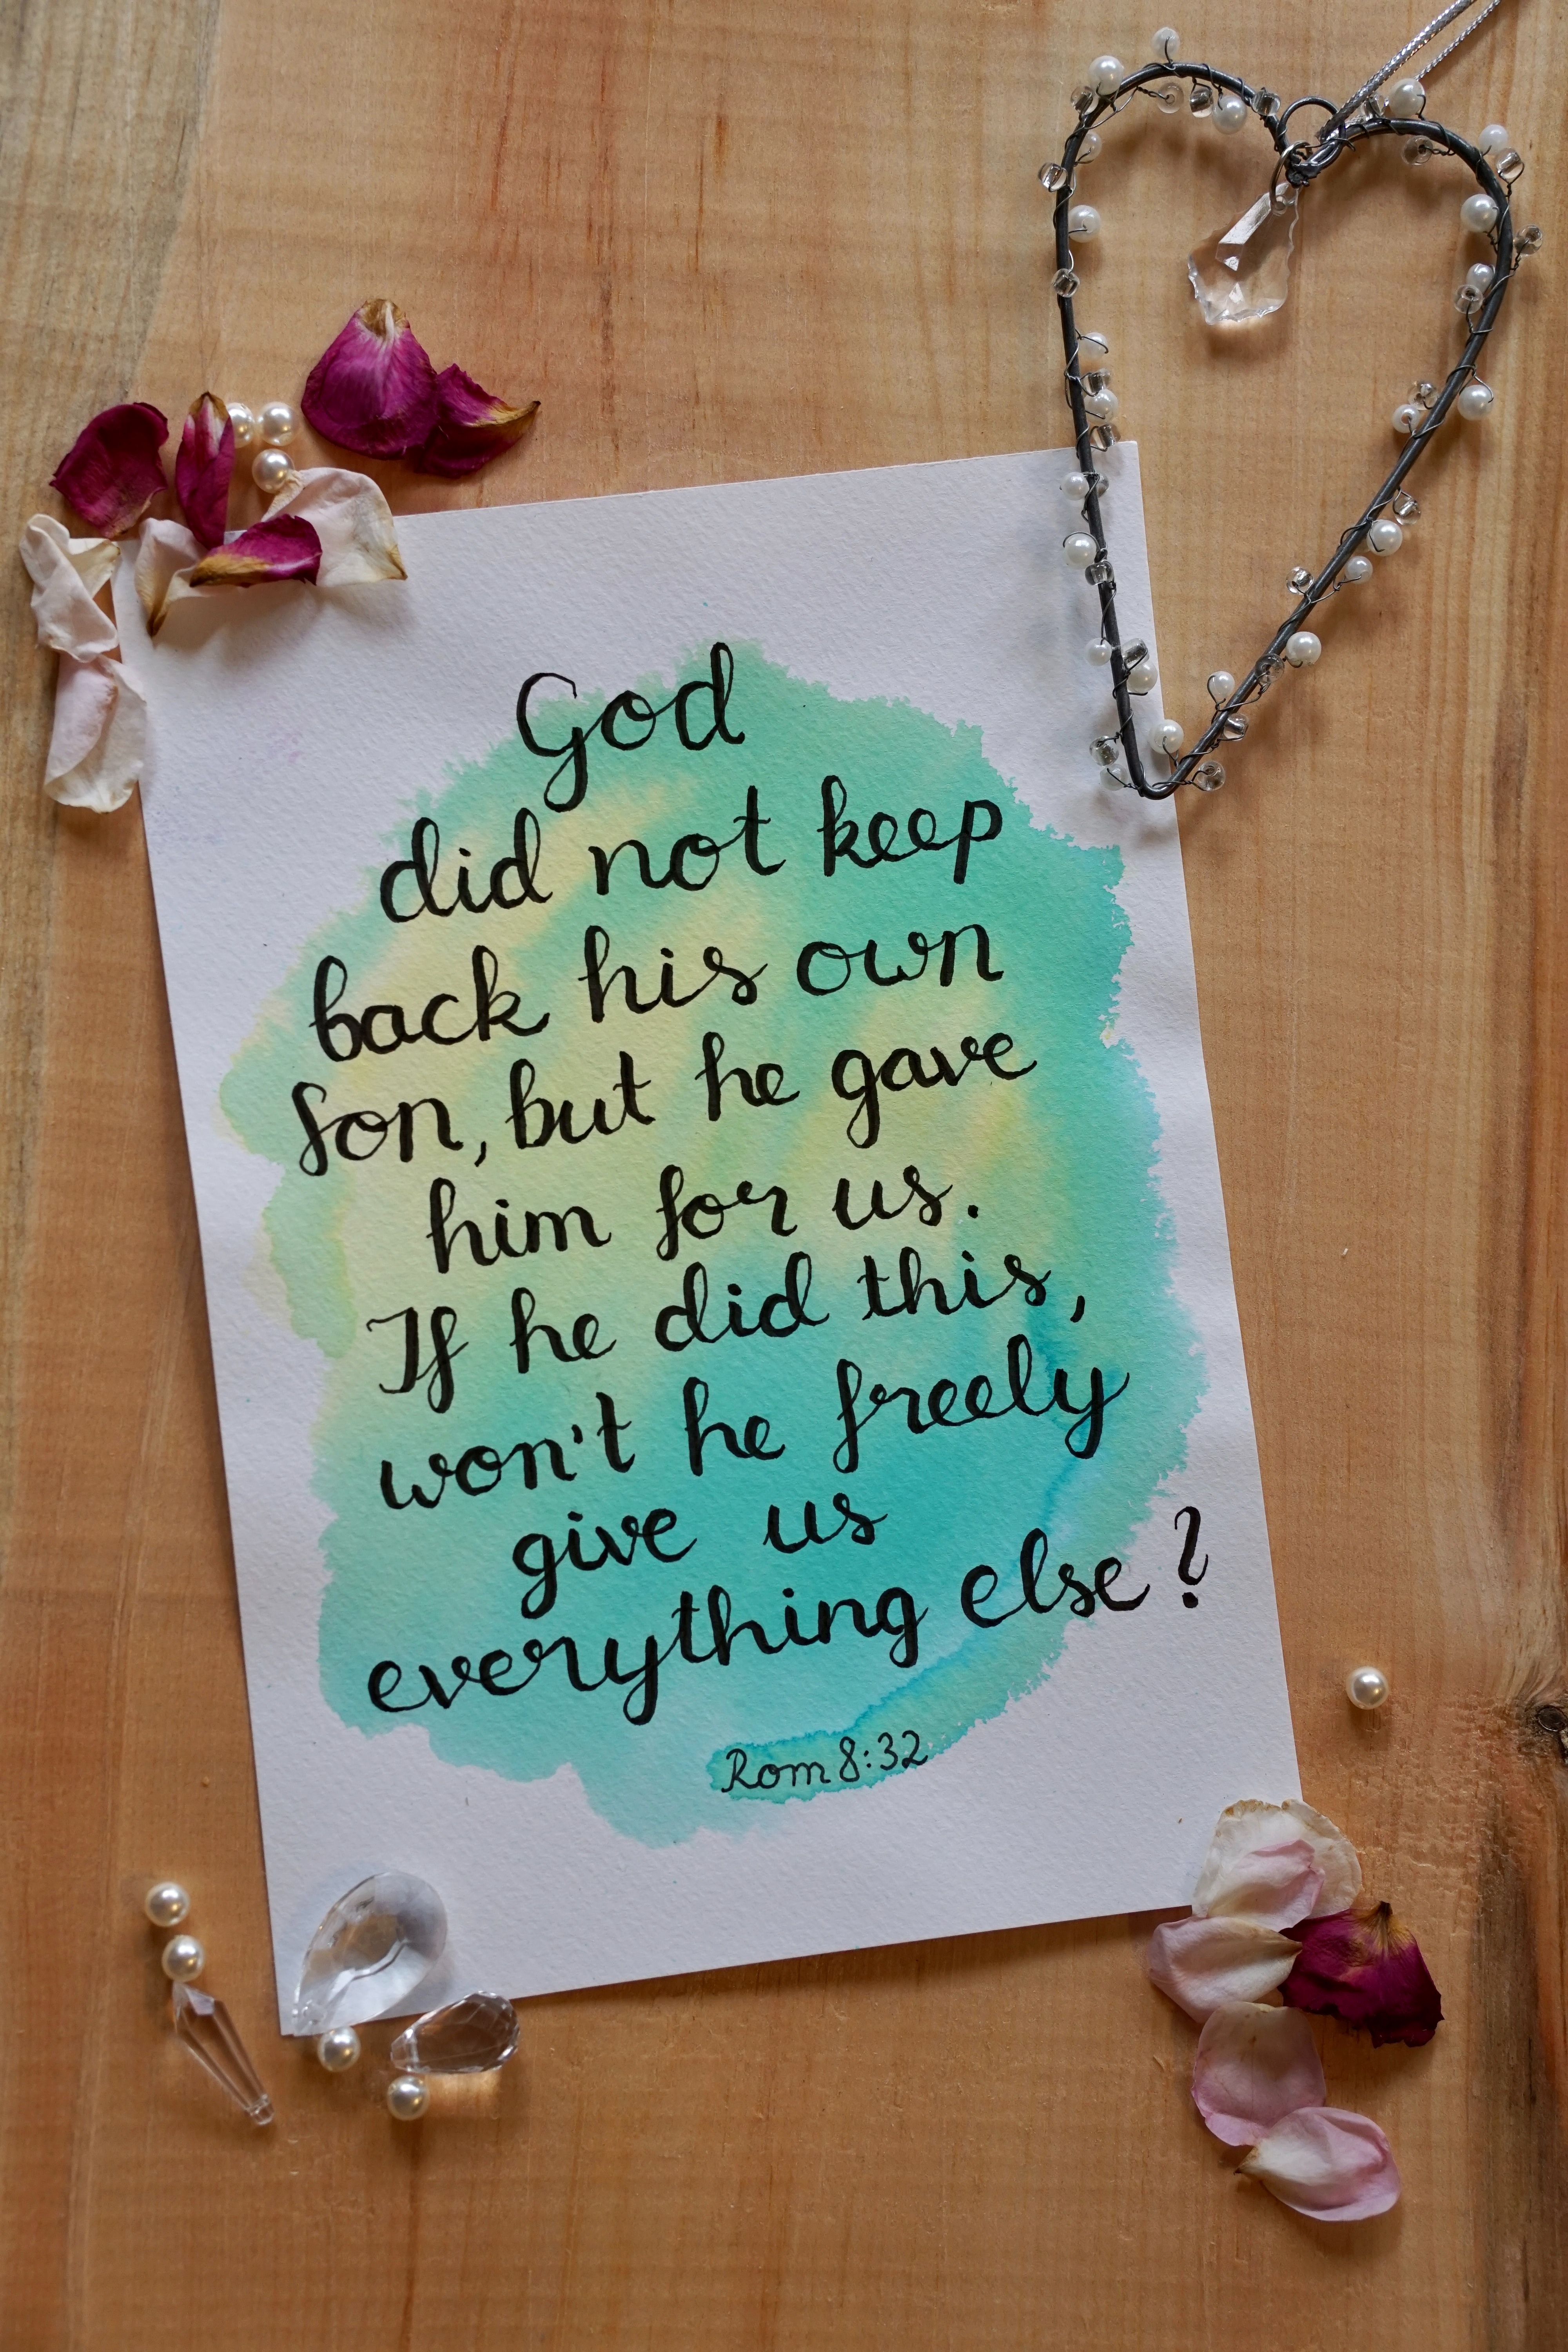 God
did not keep
back his own
son, but he gave
him for us.
If he did this,
won't he freely
give us
everything else?
Rom 8:32